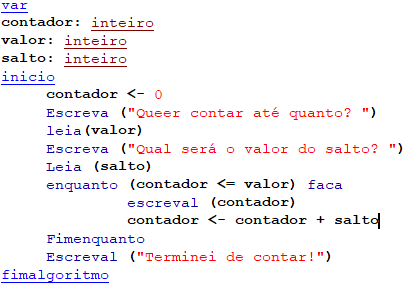 var
contador: inteiro
valor: inteiro
salto: inteiro
inicio
contador <- 0
Escreva ("Queer contar até quanto? ")
leia(valor)
Escreva ("Qual será o valor do salto? ")
Leia (salto)
enquanto (contador <= valor) faca
escreval (contador)
contador <- contador + salto
Fimenquanto
Escreval ("Terminei de contar!")
fimalgoritmo